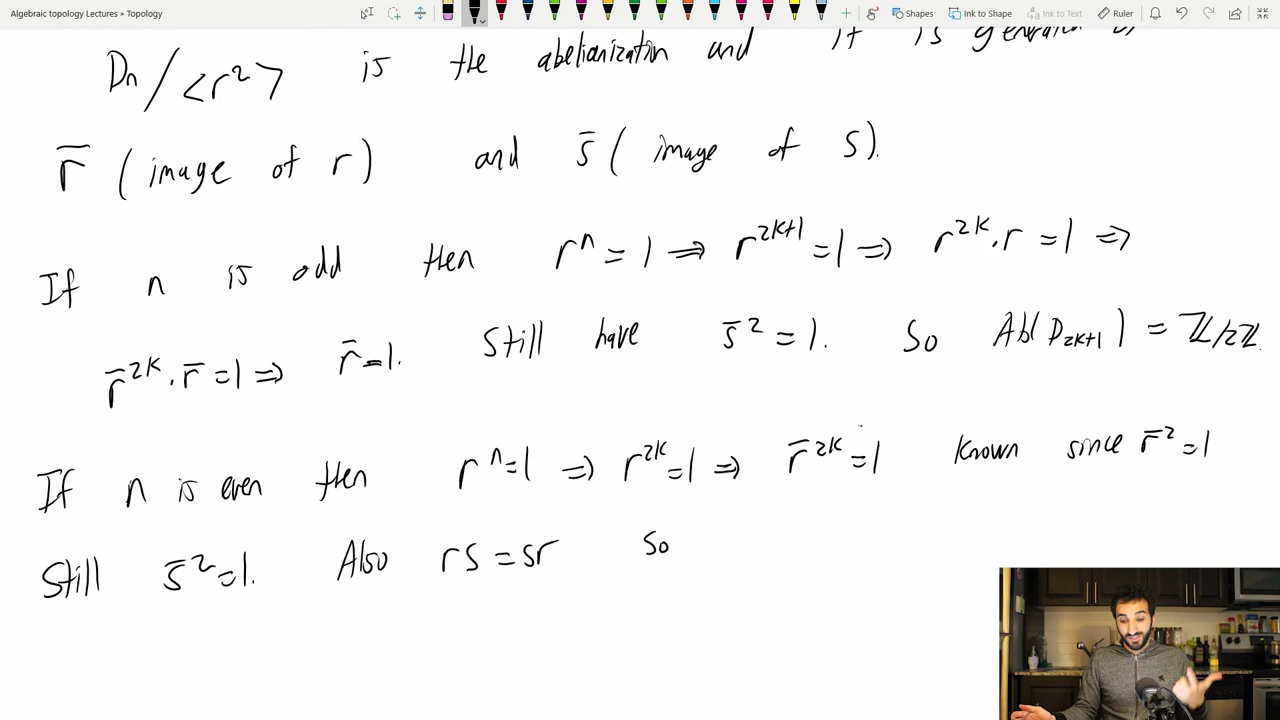 Algebraic topology Lectures » Topology
Shapes Ink to Shape Ink to Text Ruler
Dn/<r²> is the abelianization and it is generated by
r̄ (image of r) and s̄ (image of s).
If n is odd then rⁿ = 1 ⇒ r²ᵏ⁺¹ = 1 ⇒ r²ᵏ · r = 1 ⇒
r̄²ᵏ · r̄ = 1 ⇒ r̄ = 1. Still have s̄² = 1. So Ab(D₂ₖ₊₁) = ℤ/2ℤ.
If n is even then rⁿ = 1 ⇒ r²ᵏ = 1 ⇒ r̄²ᵏ = 1 known since r̄² = 1
Still s̄² = 1. Also rs = sr So